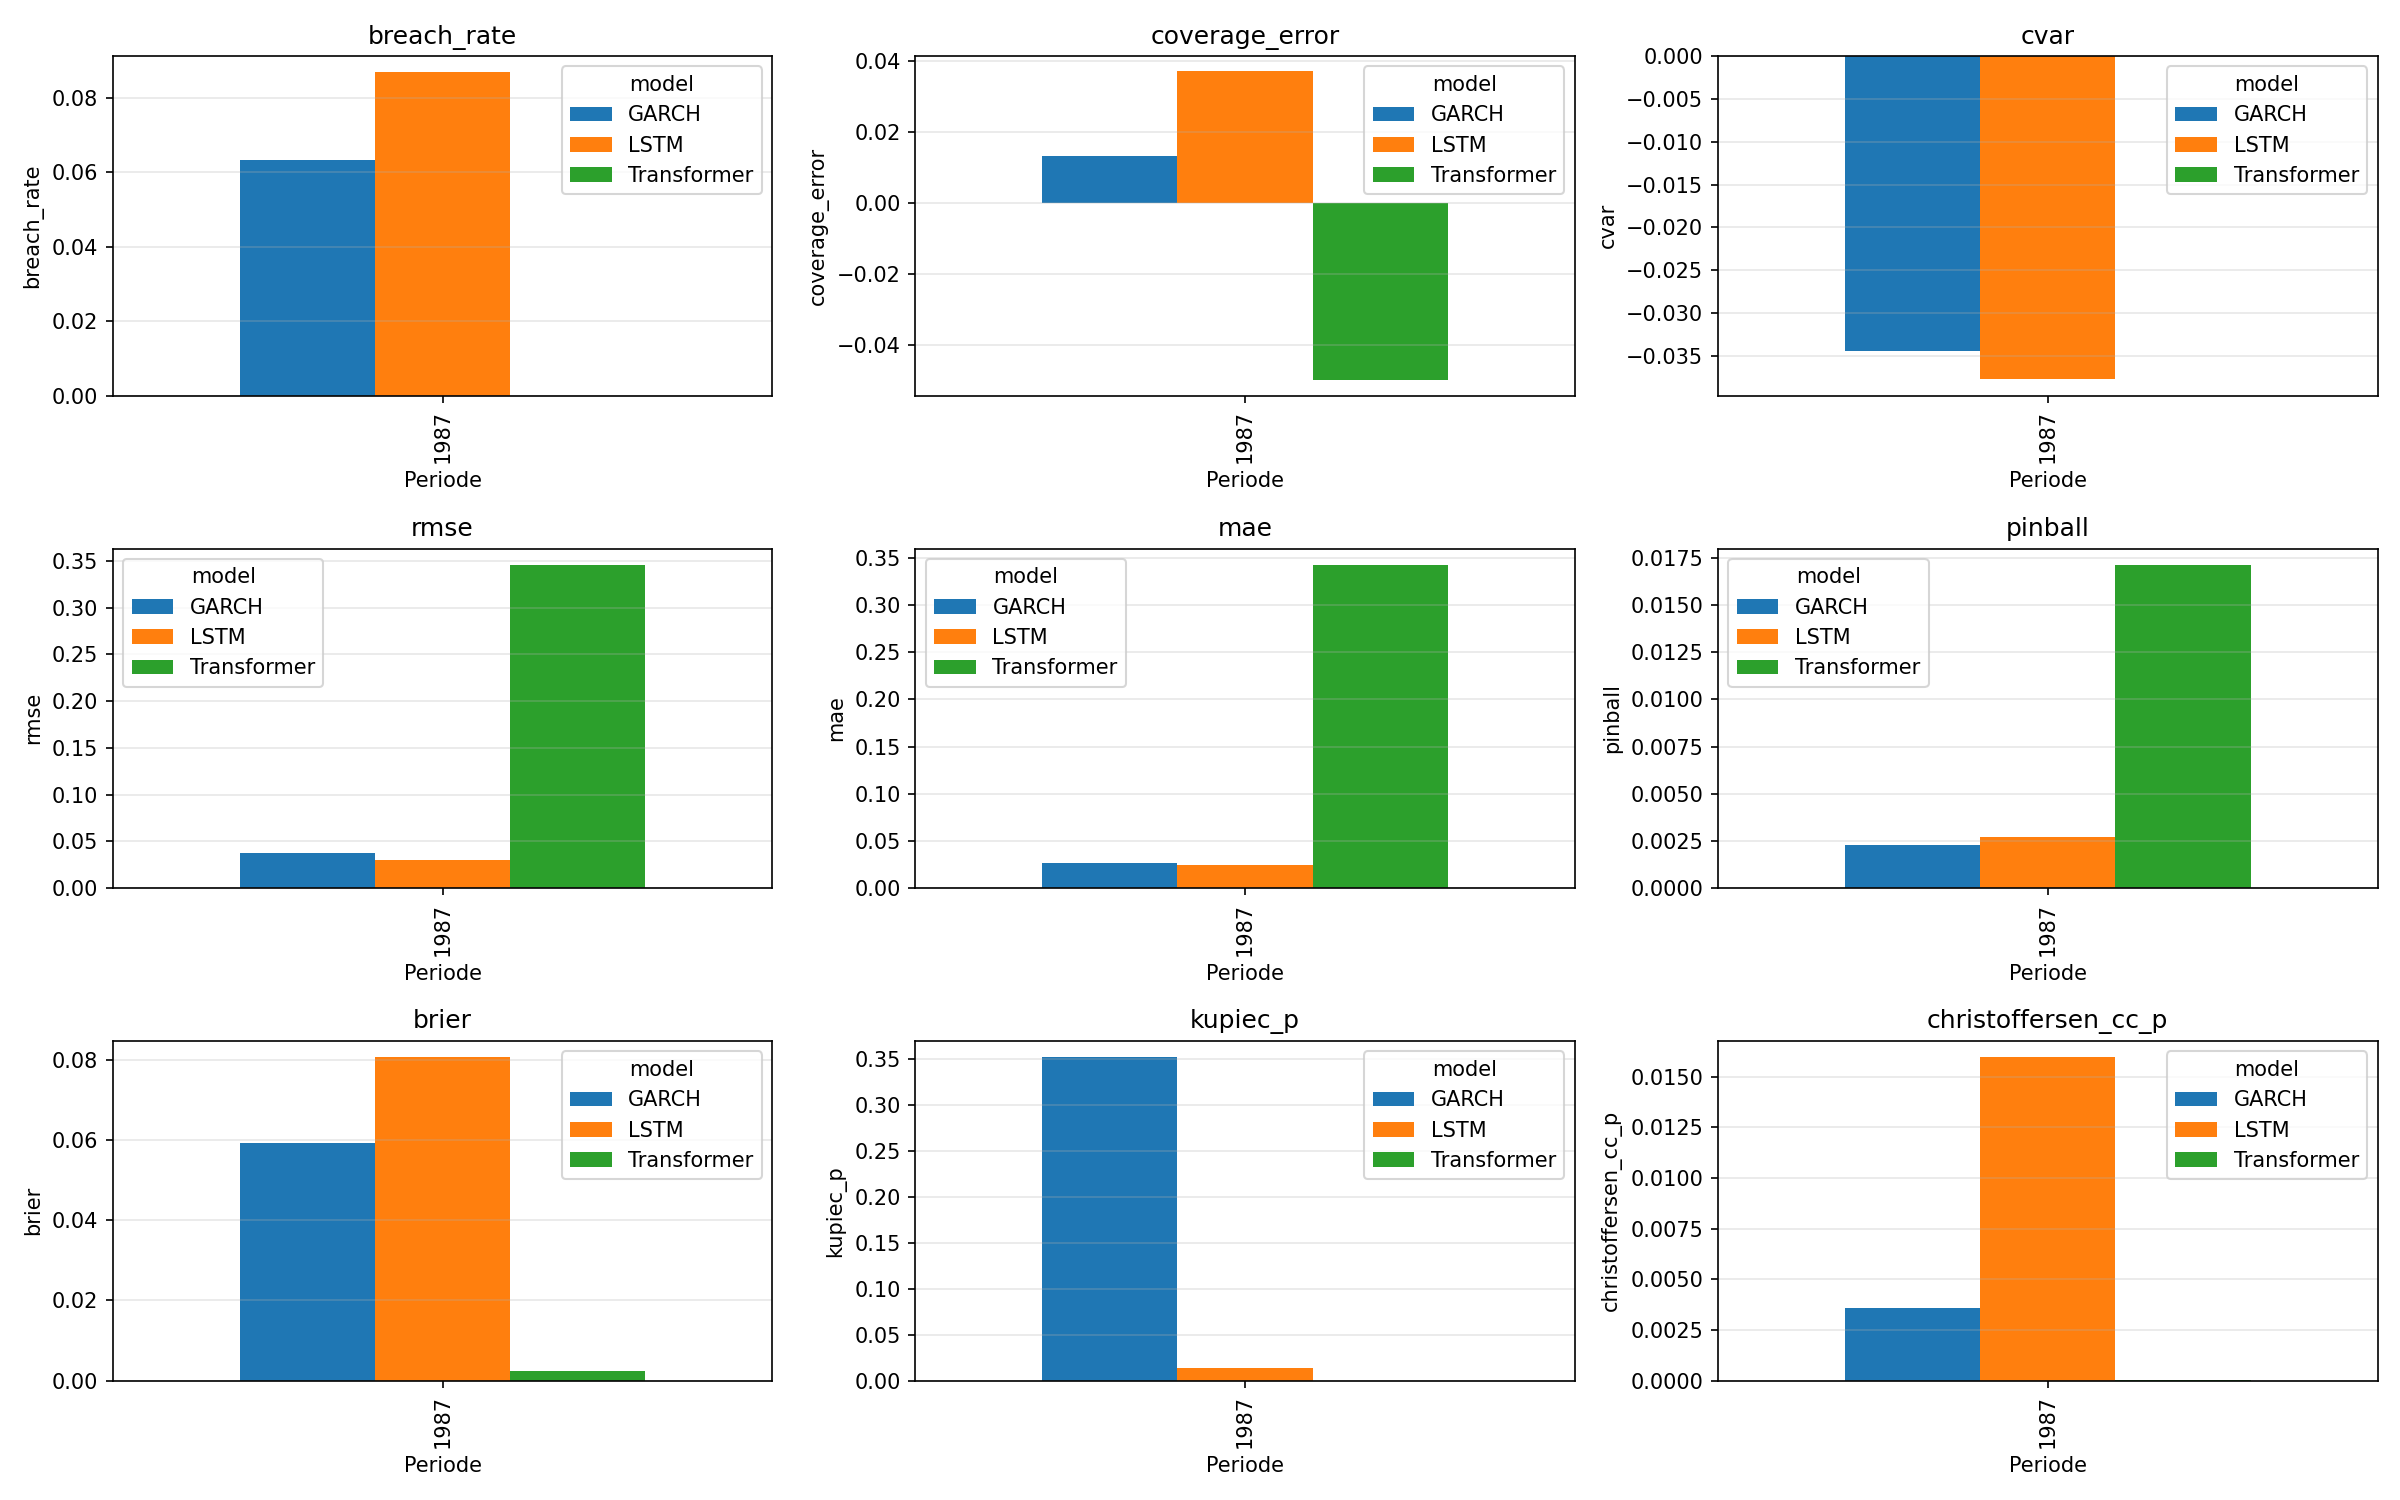 breach_rate
model
GARCH
LSTM
Transformer
breach_rate
0.08
0.06
0.04
0.02
0.00
1987
Periode
coverage_error
model
GARCH
LSTM
Transformer
coverage_error
0.04
0.02
0.00
−0.02
−0.04
1987
Periode
cvar
model
GARCH
LSTM
Transformer
cvar
0.000
−0.005
−0.010
−0.015
−0.020
−0.025
−0.030
−0.035
1987
Periode
rmse
model
GARCH
LSTM
Transformer
rmse
0.35
0.30
0.25
0.20
0.15
0.10
0.05
0.00
1987
Periode
mae
model
GARCH
LSTM
Transformer
mae
0.35
0.30
0.25
0.20
0.15
0.10
0.05
0.00
1987
Periode
pinball
model
GARCH
LSTM
Transformer
pinball
0.0175
0.0150
0.0125
0.0100
0.0075
0.0050
0.0025
0.0000
1987
Periode
brier
model
GARCH
LSTM
Transformer
brier
0.08
0.06
0.04
0.02
0.00
1987
Periode
kupiec_p
model
GARCH
LSTM
Transformer
kupiec_p
0.35
0.30
0.25
0.20
0.15
0.10
0.05
0.00
1987
Periode
christoffersen_cc_p
model
GARCH
LSTM
Transformer
christoffersen_cc_p
0.0150
0.0125
0.0100
0.0075
0.0050
0.0025
0.0000
1987
Periode